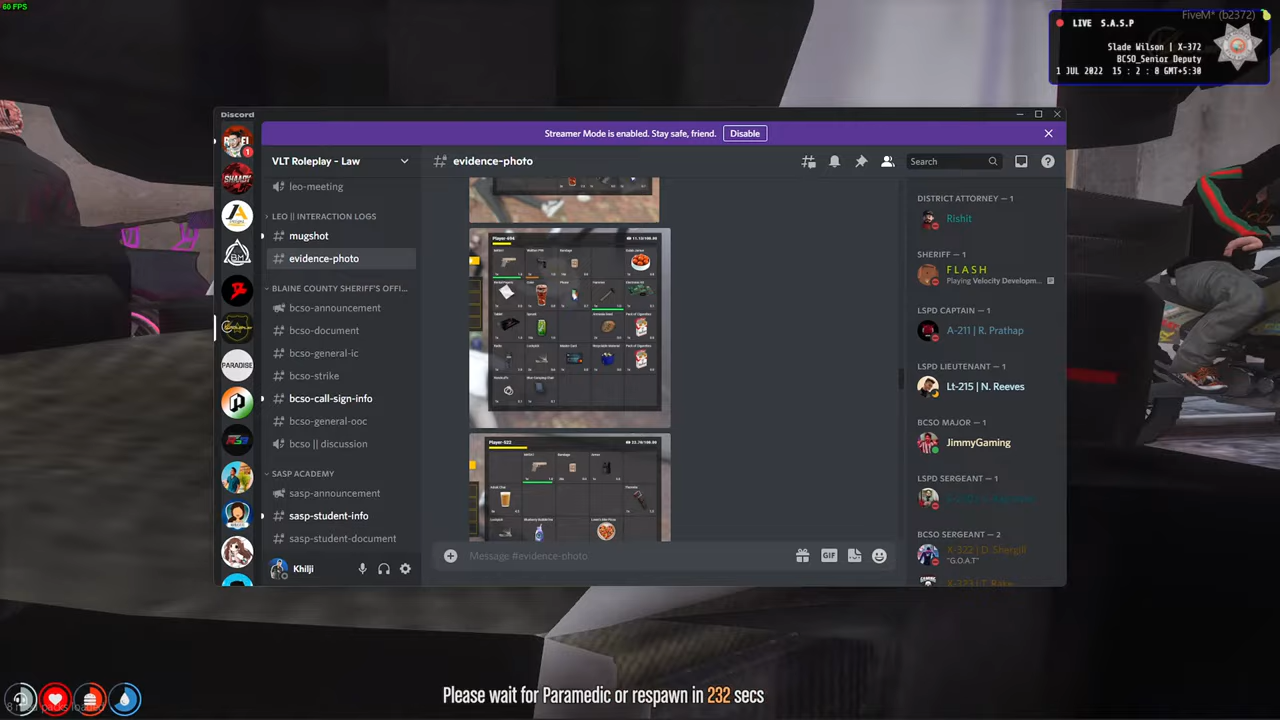 60 FPS
FiveM* (b2372)
LIVE S.A.S.P
Slade Wilson | X-372
BCSO_Senior Deputy
1 JUL 2022 15 : 2 : 8 GMT+5:30
Discord
Streamer Mode is enabled. Stay safe, friend.
Disable
VLT Roleplay - Law
evidence-photo
Search
leo-meeting
LEO || INTERACTION LOGS
mugshot
evidence-photo
BLAINE COUNTY SHERIFF'S OFFI...
bcso-announcement
bcso-document
bcso-general-ic
bcso-strike
bcso-call-sign-info
bcso-general-ooc
bcso || discussion
SASP ACADEMY
sasp-announcement
sasp-student-info
sasp-student-document
PARADISE
Khilji
Message #evidence-photo
GIF
DISTRICT ATTORNEY — 1
Rishit
SHERIFF — 1
F L A S H
Playing Velocity Developm...
LSPD CAPTAIN — 1
A-211 | R. Prathap
LSPD LIEUTENANT — 1
Lt-215 | N. Reeves
BCSO MAJOR — 1
JimmyGaming
LSPD SERGEANT — 1
BCSO SERGEANT — 2
X-322 | D. Shergill
"G.O.A.T"
Please wait for Paramedic or respawn in 232 secs